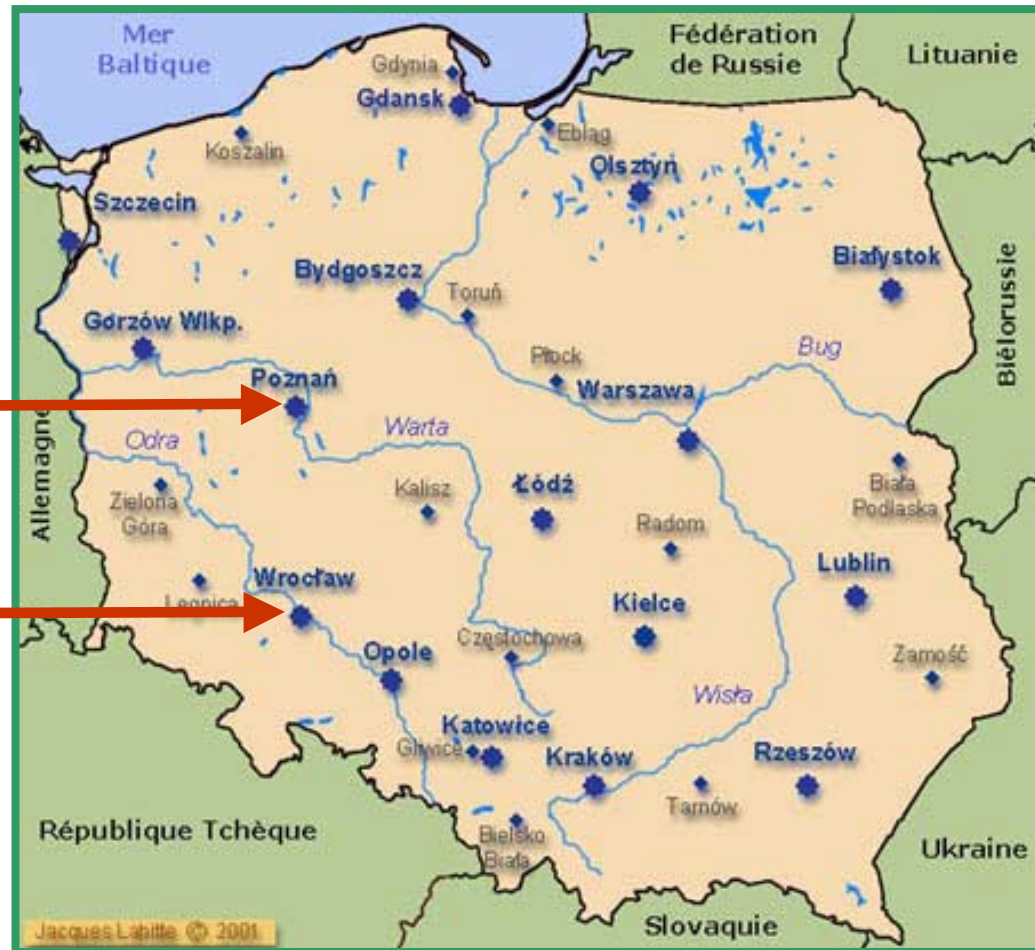 Mer
Baltique
Fédération
de Russie
Lituanie
Gdynia
Gdansk
Koszalin
Ebląg
Olsztyń
Szczecin
Białystok
Bydgoszcz
Toruń
Gorzów Wlkp.
Płock
Bug
Biélorussie
Poznań
Warszawa
Warta
Odra
Allemagne
Zielona
Góra
Kalisz
Łódź
Biała
Podlaska
Radom
Wrocław
Legnica
Lublin
Kielce
Opole
Częstochowa
Zamość
Wisła
Katowice
Gliwice
Kraków
Rzeszów
Tarnów
République Tchèque
Bielsko
Biała
Ukraine
Jacques Labitte © 2001
Slovaquie